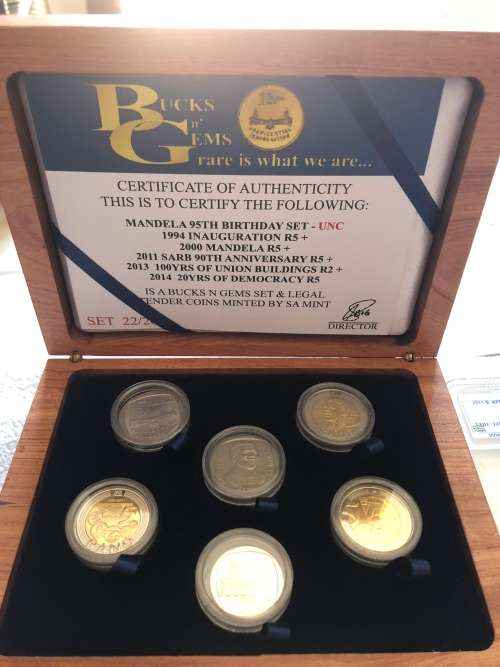 BUCKS
n'
GEMS
rare is what we are...
CERTIFICATE OF AUTHENTICITY
THIS IS TO CERTIFY THE FOLLOWING:
MANDELA 95TH BIRTHDAY SET - UNC
1994 INAUGURATION R5 +
2000 MANDELA R5 +
2011 SARB 90TH ANNIVERSARY R5 +
2013 100YRS OF UNION BUILDINGS R2 +
2014 20YRS OF DEMOCRACY R5
IS A BUCKS N GEMS SET & LEGAL
TENDER COINS MINTED BY SA MINT
SET 22/
DIRECTOR